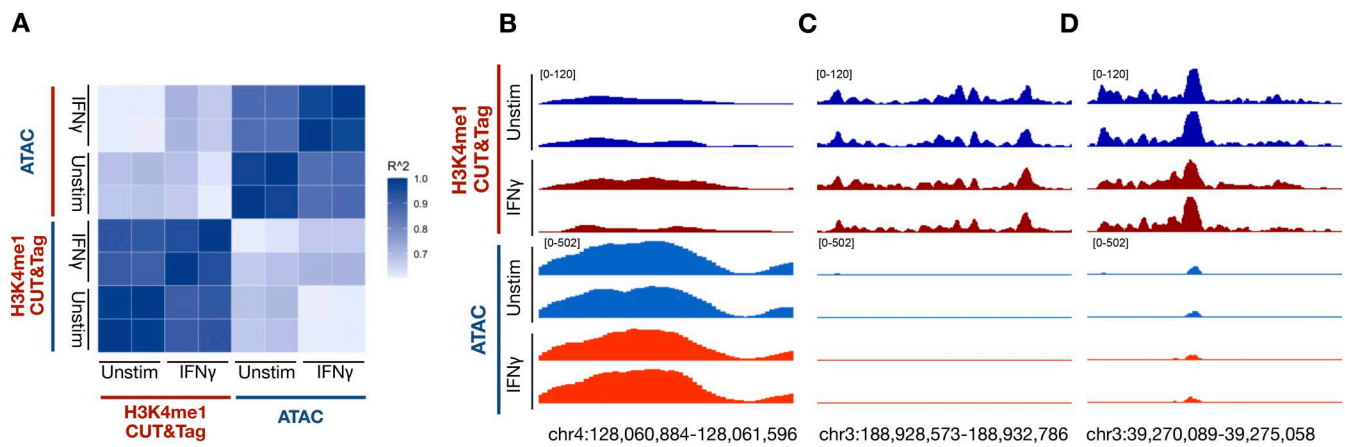 A
ATAC
IFNγ
Unstim
H3K4me1
CUT&Tag
IFNγ
Unstim
Unstim
IFNγ
Unstim
IFNγ
H3K4me1
CUT&Tag
ATAC
R^2
1.0
0.9
0.8
0.7
B
H3K4me1
CUT&Tag
Unstim
IFNγ
ATAC
Unstim
IFNγ
[0-120]
[0-502]
chr4:128,060,884-128,061,596
C
[0-120]
[0-502]
chr3:188,928,573-188,932,786
D
[0-120]
[0-502]
chr3:39,270,089-39,275,058